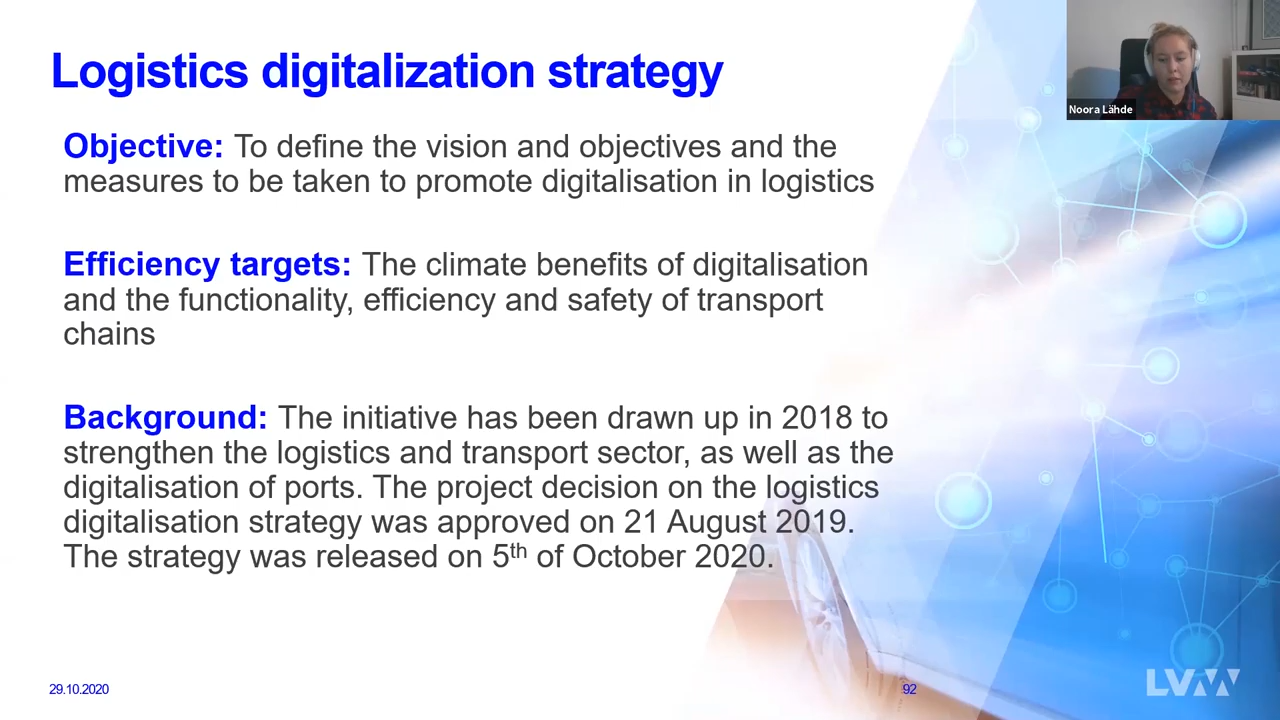 Logistics digitalization strategy
Noora Lähde
Objective: To define the vision and objectives and the
measures to be taken to promote digitalisation in logistics
Efficiency targets: The climate benefits of digitalisation
and the functionality, efficiency and safety of transport
chains
Background: The initiative has been drawn up in 2018 to
strengthen the logistics and transport sector, as well as the
digitalisation of ports. The project decision on the logistics
digitalisation strategy was approved on 21 August 2019.
The strategy was released on 5th of October 2020.
29.10.2020
92
LVM